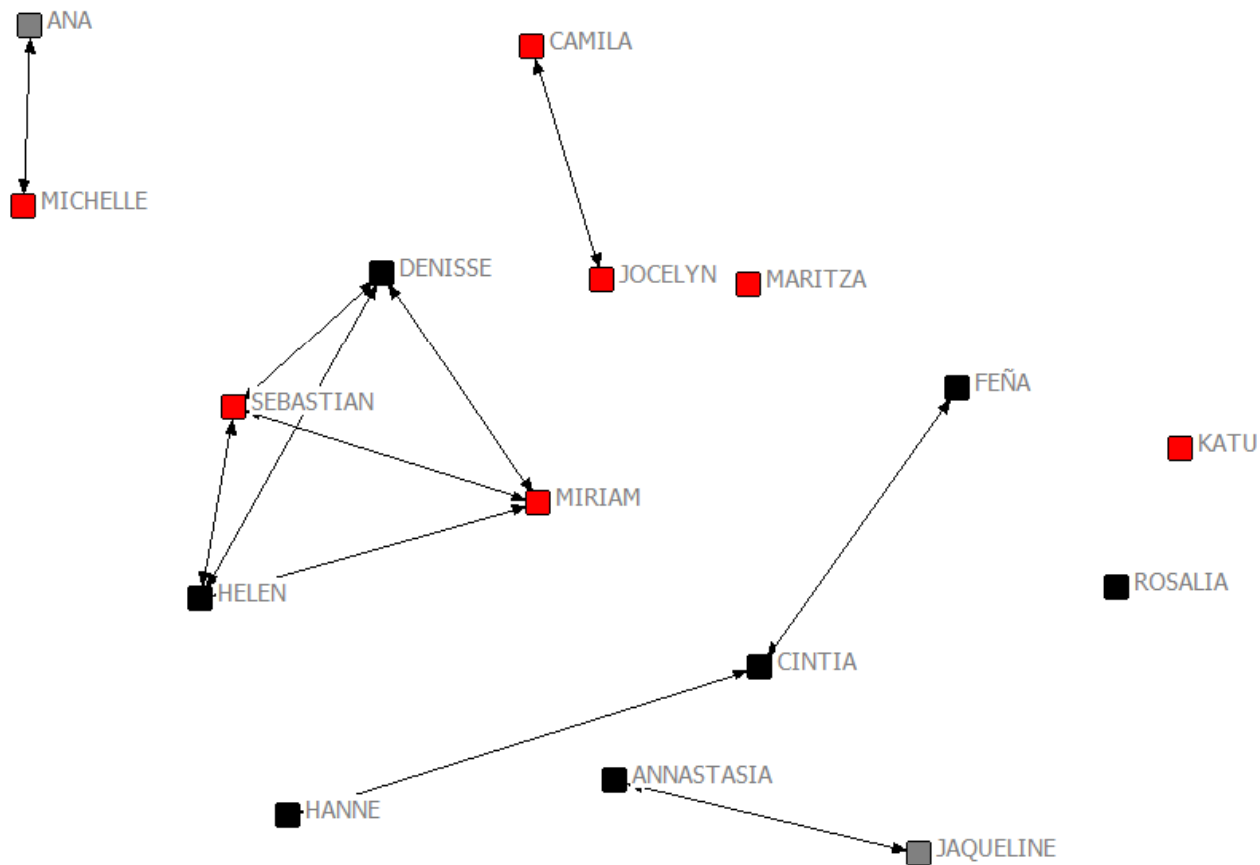 ANA
CAMILA
MICHELLE
DENISSE
JOCELYN
MARITZA
FEÑA
SEBASTIAN
KATU
MIRIAM
ROSALIA
HELEN
CINTIA
ANNASTASIA
HANNE
JAQUELINE